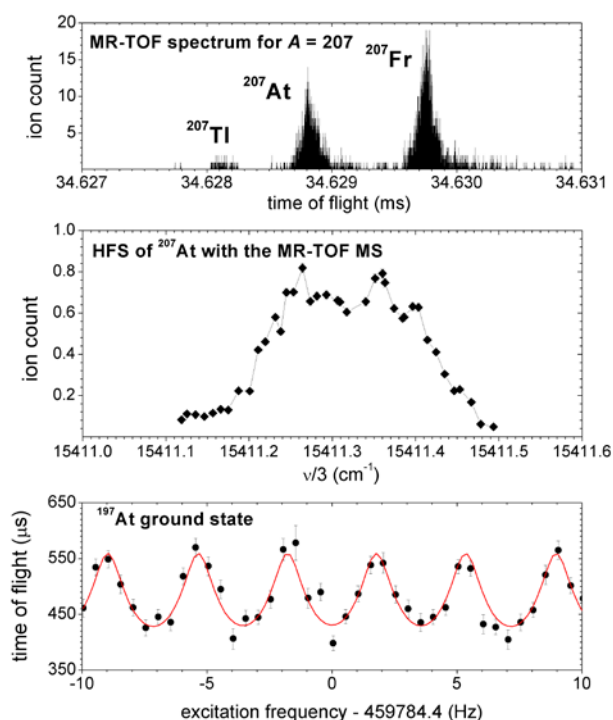 20
MR-TOF spectrum for A = 207
²⁰⁷Fr
15
²⁰⁷At
10
²⁰⁷Tl
5
ion count
34.627 34.628 34.629 34.630 34.631
time of flight (ms)
1.0
HFS of ²⁰⁷At with the MR-TOF MS
0.8
0.6
0.4
0.2
ion count
15411.0 15411.1 15411.2 15411.3 15411.4 15411.5 15411.6
ν/3 (cm⁻¹)
650
¹⁹⁷At ground state
550
450
350
time of flight (μs)
-10 -5 0 5 10
excitation frequency - 459784.4 (Hz)